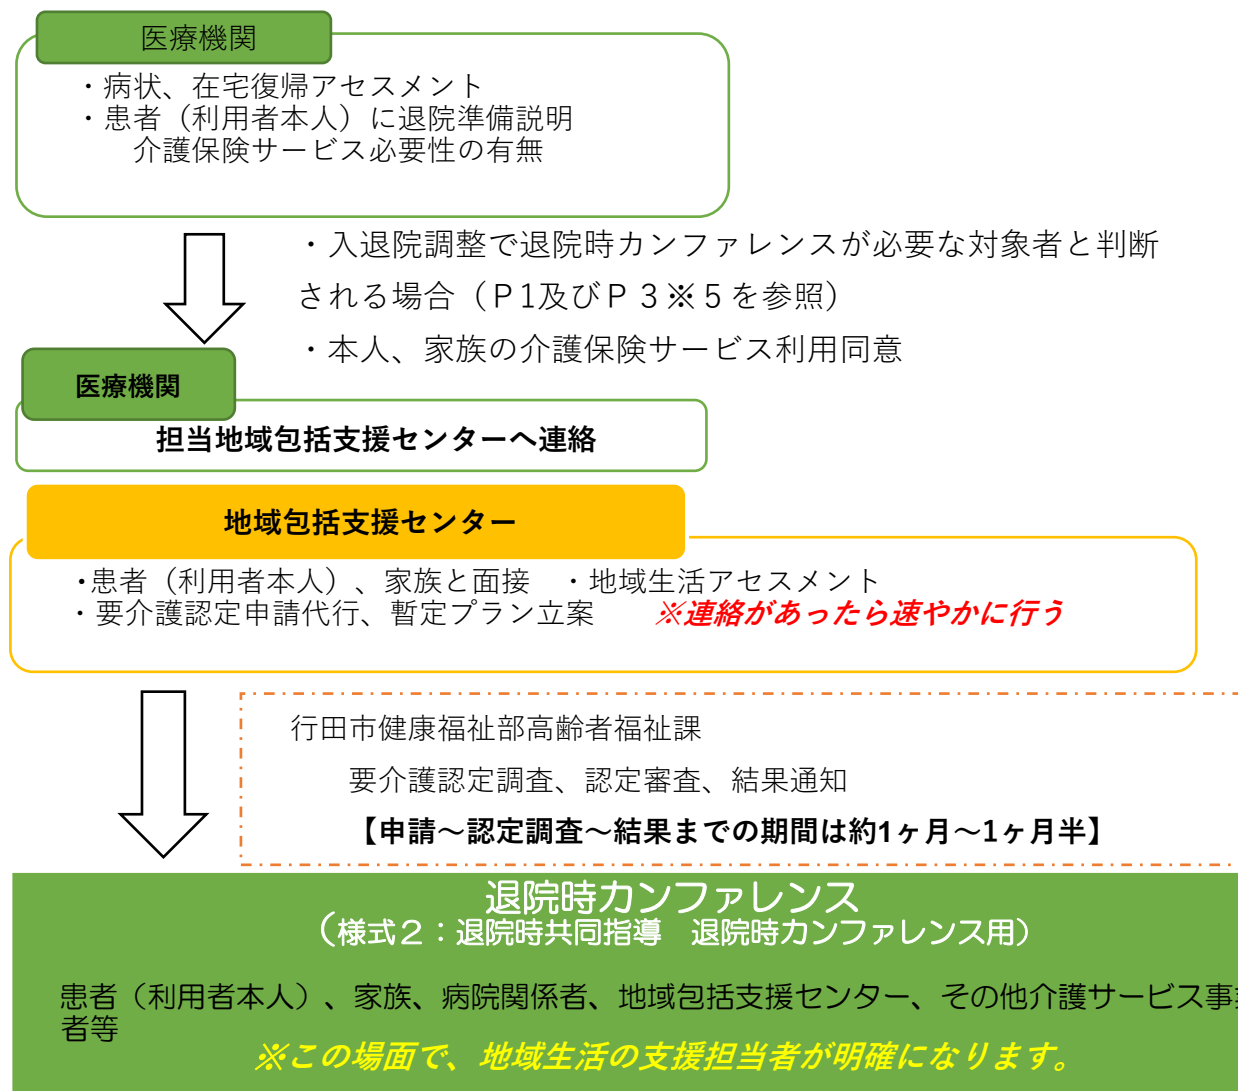 医療機関
・病状、在宅復帰アセスメント
・患者（利用者本人）に退院準備説明
介護保険サービス必要性の有無
・入退院調整で退院時カンファレンスが必要な対象者と判断
される場合（Ｐ1及びＰ３※５を参照）
・本人、家族の介護保険サービス利用同意
医療機関
担当地域包括支援センターへ連絡
地域包括支援センター
・患者（利用者本人）、家族と面接　・地域生活アセスメント
・要介護認定申請代行、暫定プラン立案　※連絡があったら速やかに行う
行田市健康福祉部高齢者福祉課
要介護認定調査、認定審査、結果通知
【申請～認定調査～結果までの期間は約1ヶ月～1ヶ月半】
退院時カンファレンス
（様式２：退院時共同指導　退院時カンファレンス用）
患者（利用者本人）、家族、病院関係者、地域包括支援センター、その他介護サービス事
者等
※この場面で、地域生活の支援担当者が明確になります。